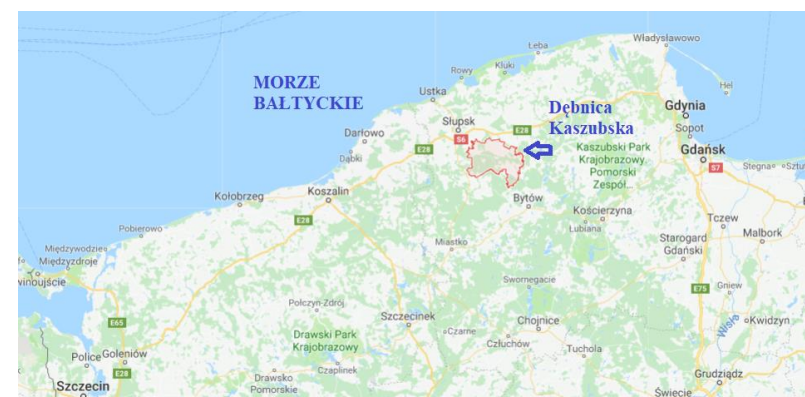 Władysławowo
Łeba
Rowy
Kluki
Hel
MORZE
BAŁTYCKIE
Ustka
Dębnica
Kaszubska
Gdynia
Słupsk
Sopot
Darłowo
S6
E28
E28
Kaszubski Park
Krajobrazowy
Pomorski
Zespół...
Gdańsk
Dąbki
S7
Stegna
Sztu
Kołobrzeg
Koszalin
Bytów
Kościerzyna
E28
Lubiana
Tczew
Pobierowo
Malbork
Starogard
Gdański
Miastko
Międzywodzie
Międzyzdroje
winoujście
Swornegacie
E75
Gniew
Połczyn-Zdrój
Szczecinek
Chojnice
Wisła
Kwidzyn
E65
Czarne
Drawski Park
Krajobrazowy
Człuchów
Tuchola
Police
Goleniów
Czaplinek
E28
Drawsko
Pomorskie
Grudziądz
Szczecin
Świecie